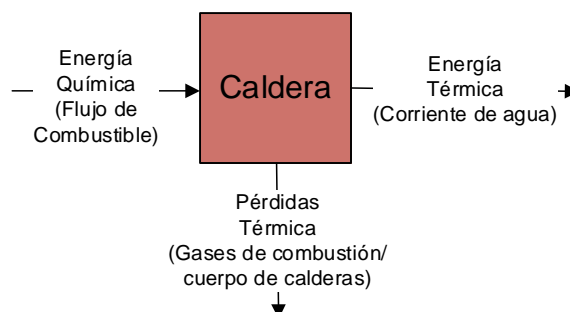 Energía
Química
(Flujo de
Combustible)
Caldera
Energía
Térmica
(Corriente de agua)
Pérdidas
Térmica
(Gases de combustión/
cuerpo de calderas)